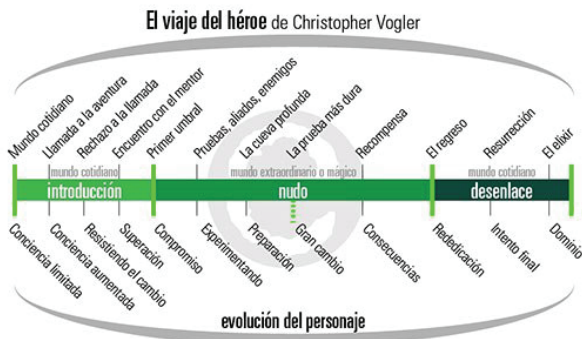 El viaje del héroe de Christopher Vogler
Mundo cotidiano
Llamada a la aventura
Rechazo a la llamada
Encuentro con el mentor
Primer umbral
Pruebas, aliados, enemigos
La cueva profunda
La prueba más dura
Recompensa
El regreso
Resurrección
El elixir
mundo cotidiano
mundo extraordinario o mágico
mundo cotidiano
introducción
nudo
desenlace
Conciencia limitada
Conciencia aumentada
Resistiendo el cambio
Superación
Compromiso
Experimentando
Preparación
Gran cambio
Consecuencias
Rededicación
Intento final
Dominio
evolución del personaje